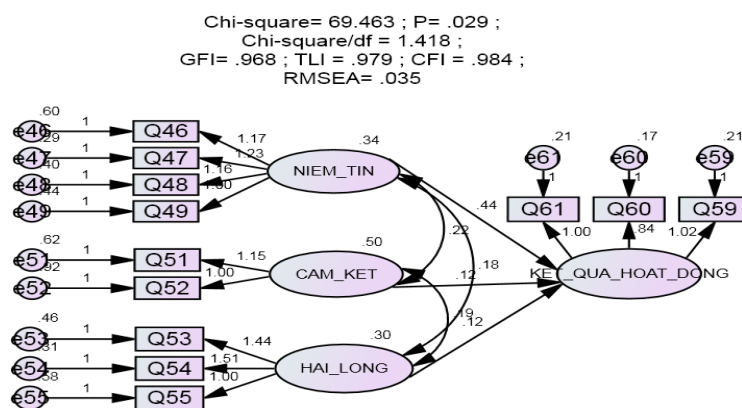 Chi-square= 69.463 ; P= .029 ;
Chi-square/df = 1.418 ;
GFI= .968 ; TLI = .979 ; CFI = .984 ;
RMSEA= .035
.60
e46 1 Q46 1.17
.29
e47 1 Q47 1.23
.40
e48 1 Q48 1.16
.44
e49 1 Q49 1.00
NIEM_TIN .34
.62
e51 1 Q51 1.15
.92
e52 1 Q52 1.00
CAM_KET .50
.46
e53 1 Q53 1.44
.31
e54 1 Q54 1.51
.58
e55 1 Q55 1.00
HAI_LONG .30
.44
.22
.18
.12
.19
.12
.21 .17 .21
e61 e60 e59
1 1 1
Q61 Q60 Q59
1.00 .84 1.02
KET_QUA_HOAT_DONG